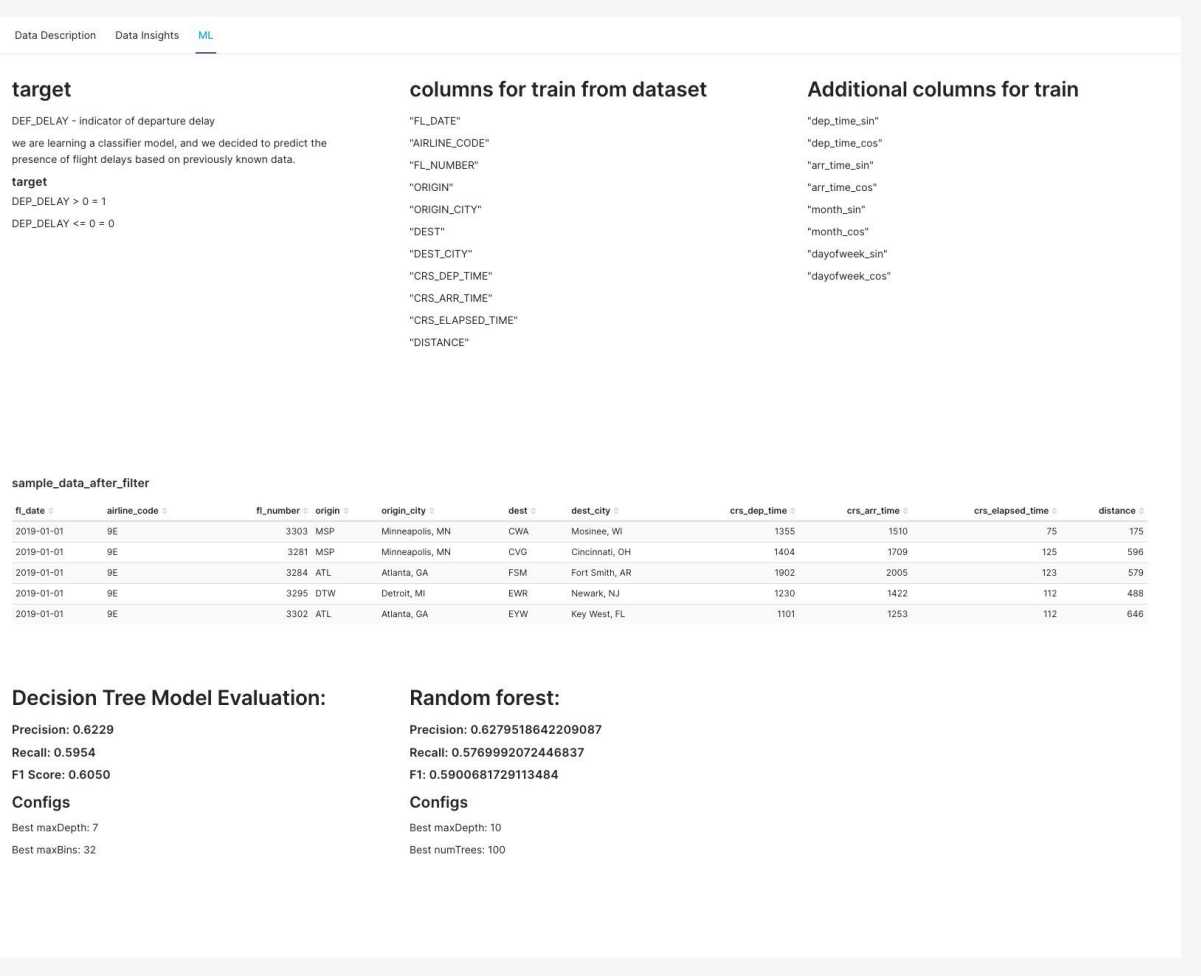 Data Description Data Insights ML
target
DEF_DELAY - indicator of departure delay
we are learning a classifier model, and we decided to predict the
presence of flight delays based on previously known data.
target
DEP_DELAY > 0 = 1
DEP_DELAY <= 0 = 0
columns for train from dataset
"FL_DATE"
"AIRLINE_CODE"
"FL_NUMBER"
"ORIGIN"
"ORIGIN_CITY"
"DEST"
"DEST_CITY"
"CRS_DEP_TIME"
"CRS_ARR_TIME"
"CRS_ELAPSED_TIME"
"DISTANCE"
Additional columns for train
"dep_time_sin"
"dep_time_cos"
"arr_time_sin"
"arr_time_cos"
"month_sin"
"month_cos"
"dayofweek_sin"
"dayofweek_cos"
sample_data_after_filter
fl_date airline_code fl_number origin origin_city dest dest_city crs_dep_time crs_arr_time crs_elapsed_time distance
2019-01-01 9E 3303 MSP Minneapolis, MN CWA Mosinee, WI 1355 1510 75 175
2019-01-01 9E 3281 MSP Minneapolis, MN CVG Cincinnati, OH 1404 1709 125 596
2019-01-01 9E 3284 ATL Atlanta, GA FSM Fort Smith, AR 1902 2005 123 579
2019-01-01 9E 3295 DTW Detroit, MI EWR Newark, NJ 1230 1422 112 488
2019-01-01 9E 3302 ATL Atlanta, GA EYW Key West, FL 1101 1253 112 646
Decision Tree Model Evaluation:
Precision: 0.6229
Recall: 0.5954
F1 Score: 0.6050
Configs
Best maxDepth: 7
Best maxBins: 32
Random forest:
Precision: 0.6279518642209087
Recall: 0.5769992072446837
F1: 0.5900681729113484
Configs
Best maxDepth: 10
Best numTrees: 100